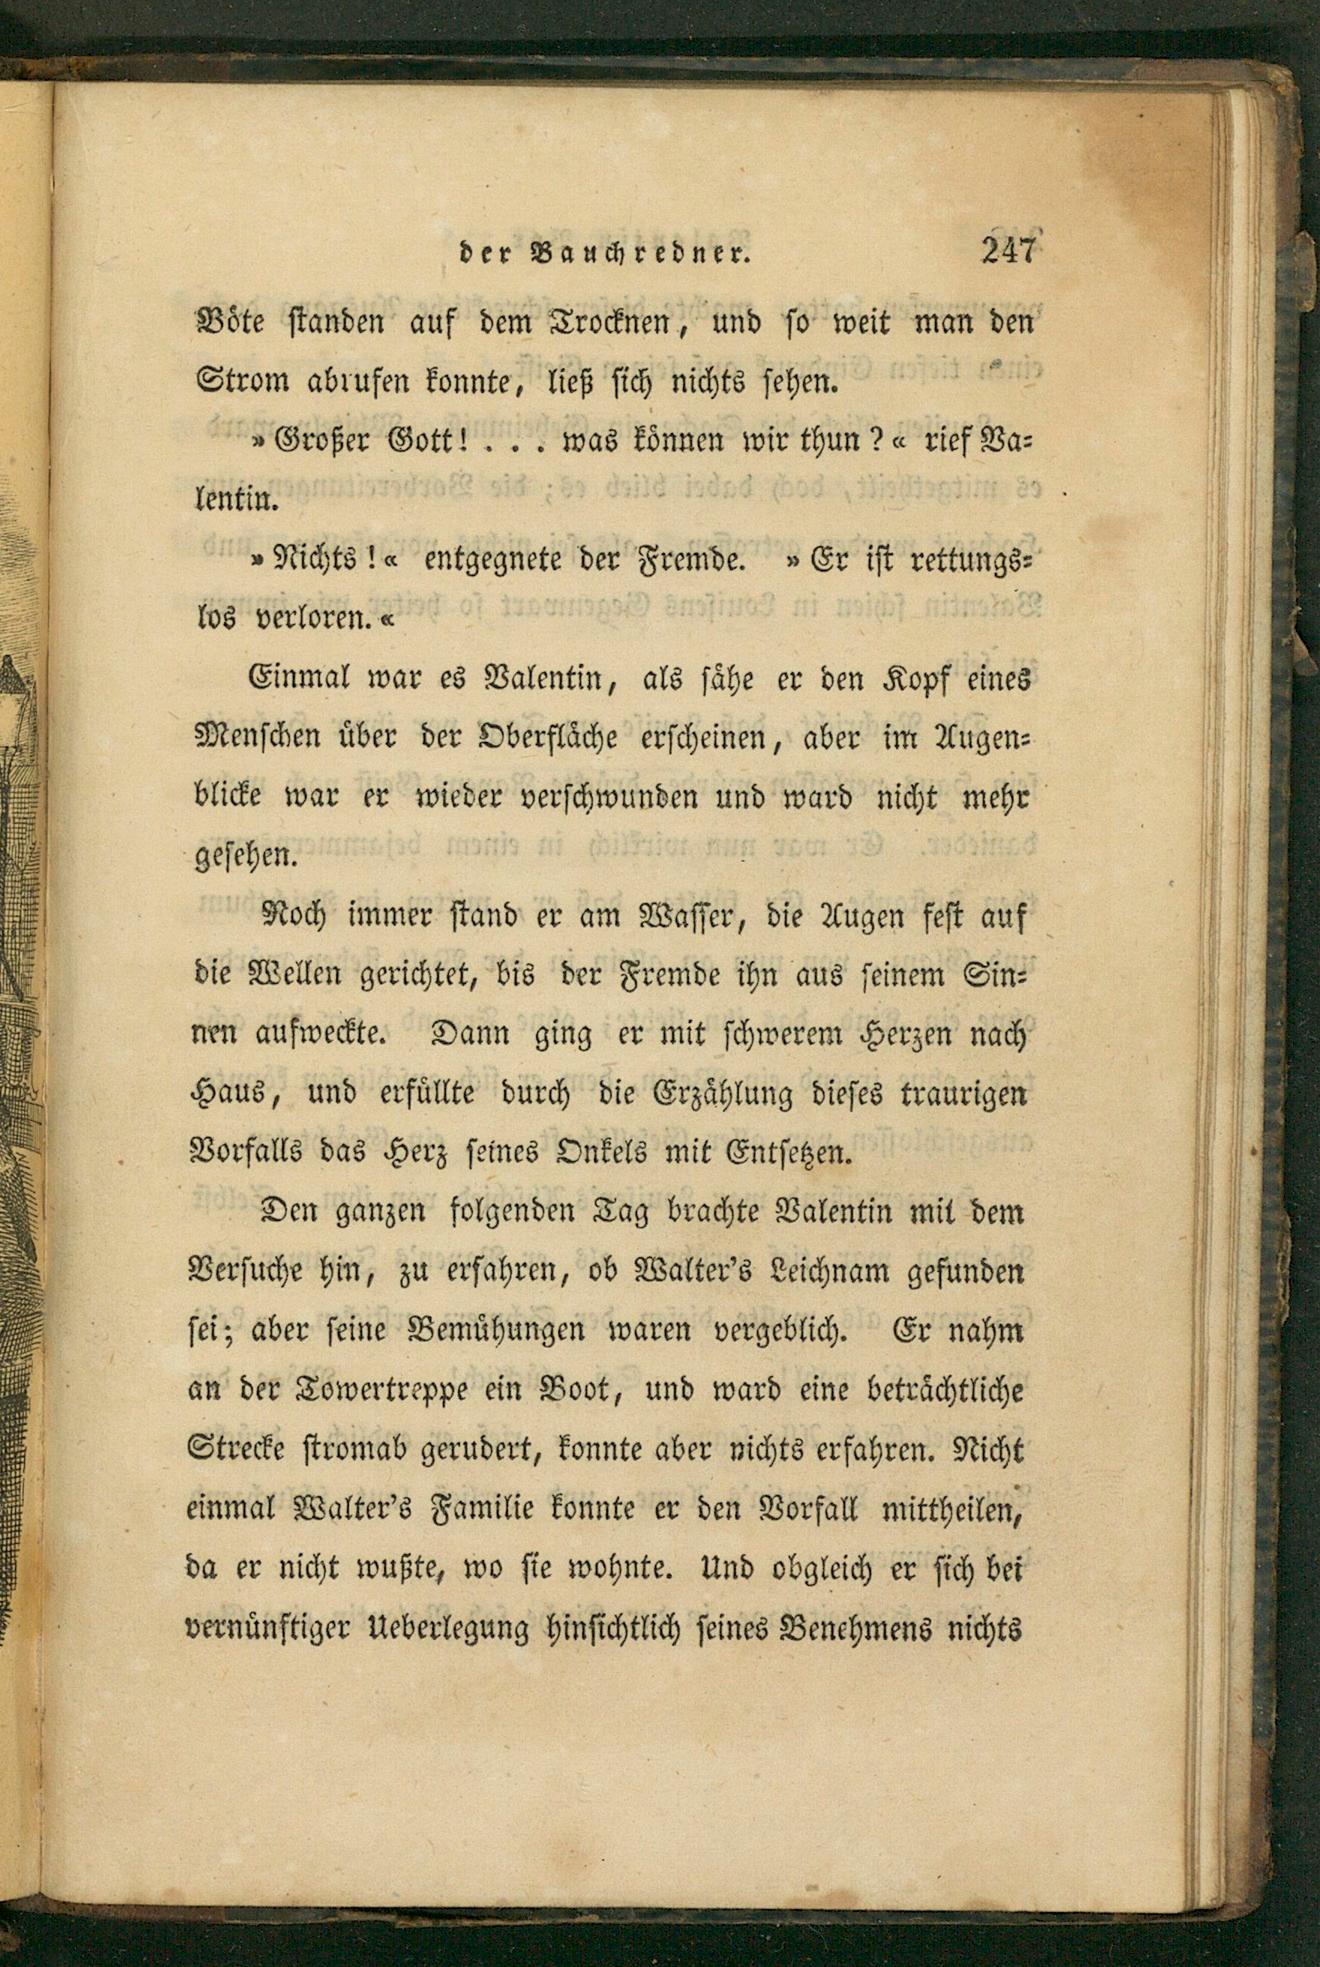 der Bauchredner. 247
Böte standen auf dem Trocknen, und so weit man den
Strom abrufen konnte, ließ sich nichts sehen.
»Großer Gott! . . . was können wir thun?« rief Va-
lentin.
»Nichts!« entgegnete der Fremde. »Er ist rettungs-
los verloren.«
Einmal war es Valentin, als sähe er den Kopf eines
Menschen über der Oberfläche erscheinen, aber im Augen-
blicke war er wieder verschwunden und ward nicht mehr
gesehen.
Noch immer stand er am Wasser, die Augen fest auf
die Wellen gerichtet, bis der Fremde ihn aus seinem Sin-
nen aufweckte. Dann ging er mit schwerem Herzen nach
Haus, und erfüllte durch die Erzählung dieses traurigen
Vorfalls das Herz seines Onkels mit Entsetzen.
Den ganzen folgenden Tag brachte Valentin mit dem
Versuche hin, zu erfahren, ob Walter's Leichnam gefunden
sei; aber seine Bemühungen waren vergeblich. Er nahm
an der Towertreppe ein Boot, und ward eine beträchtliche
Strecke stromab gerudert, konnte aber nichts erfahren. Nicht
einmal Walter's Familie konnte er den Vorfall mittheilen,
da er nicht wußte, wo sie wohnte. Und obgleich er sich bei
vernünftiger Ueberlegung hinsichtlich seines Benehmens nichts